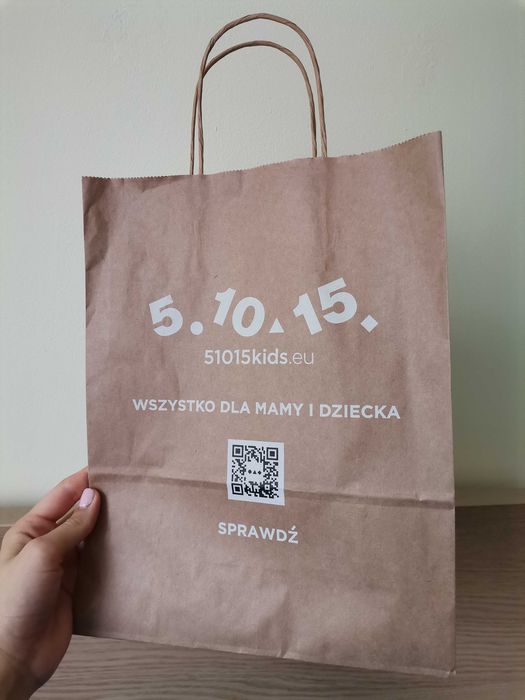 5.10.15.
51015kids.eu
WSZYSTKO DLA MAMY I DZIECKA
SPRAWDŹ